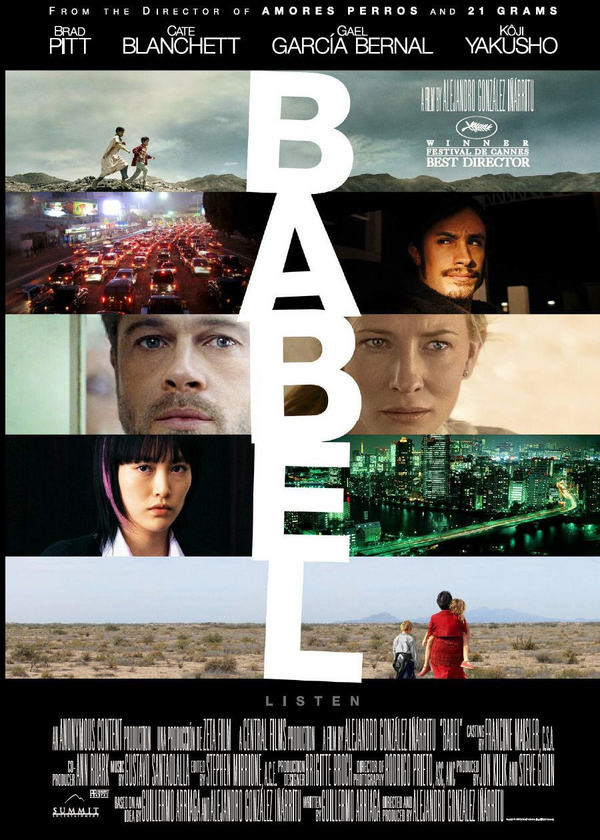 FROM THE DIRECTOR OF AMORES PERROS AND 21 GRAMS
BRAD PITT
CATE BLANCHETT
GAEL GARCÍA BERNAL
KÔJI YAKUSHO
A FILM BY ALEJANDRO GONZÁLEZ IÑÁRRITU
WINNER
FESTIVAL DE CANNES
BEST DIRECTOR
BABEL
LISTEN
AN ANONYMOUS CONTENT PRODUCTION UNA PRODUCCIÓN DE ZETA FILM A CENTRAL FILMS PRODUCTION A FILM BY ALEJANDRO GONZÁLEZ IÑÁRRITU "BABEL" CASTING BY FRANCINE MAISLER, C.S.A.
CO-PRODUCER ANN RUARK MUSIC BY GUSTAVO SANTAOLALLA EDITED BY STEPHEN MIRRIONE, A.C.E. PRODUCTION DESIGNER BRIGITTE BROCH DIRECTOR OF PHOTOGRAPHY RODRIGO PRIETO, ASC, AMC PRODUCED BY JON KILIK AND STEVE GOLIN
BASED ON AN IDEA BY GUILLERMO ARRIAGA AND ALEJANDRO GONZÁLEZ IÑÁRRITU WRITTEN BY GUILLERMO ARRIAGA DIRECTED AND PRODUCED BY ALEJANDRO GONZÁLEZ IÑÁRRITU
SUMMIT